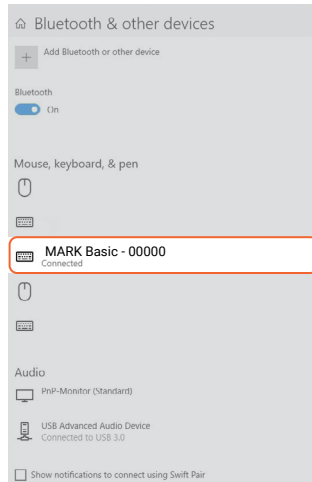 Bluetooth & other devices
Add Bluetooth or other device
Bluetooth
On
Mouse, keyboard, & pen
MARK Basic - 00000
Connected
Audio
PnP-Monitor (Standard)
USB Advanced Audio Device
Connected to USB 3.0
Show notifications to connect using Swift Pair